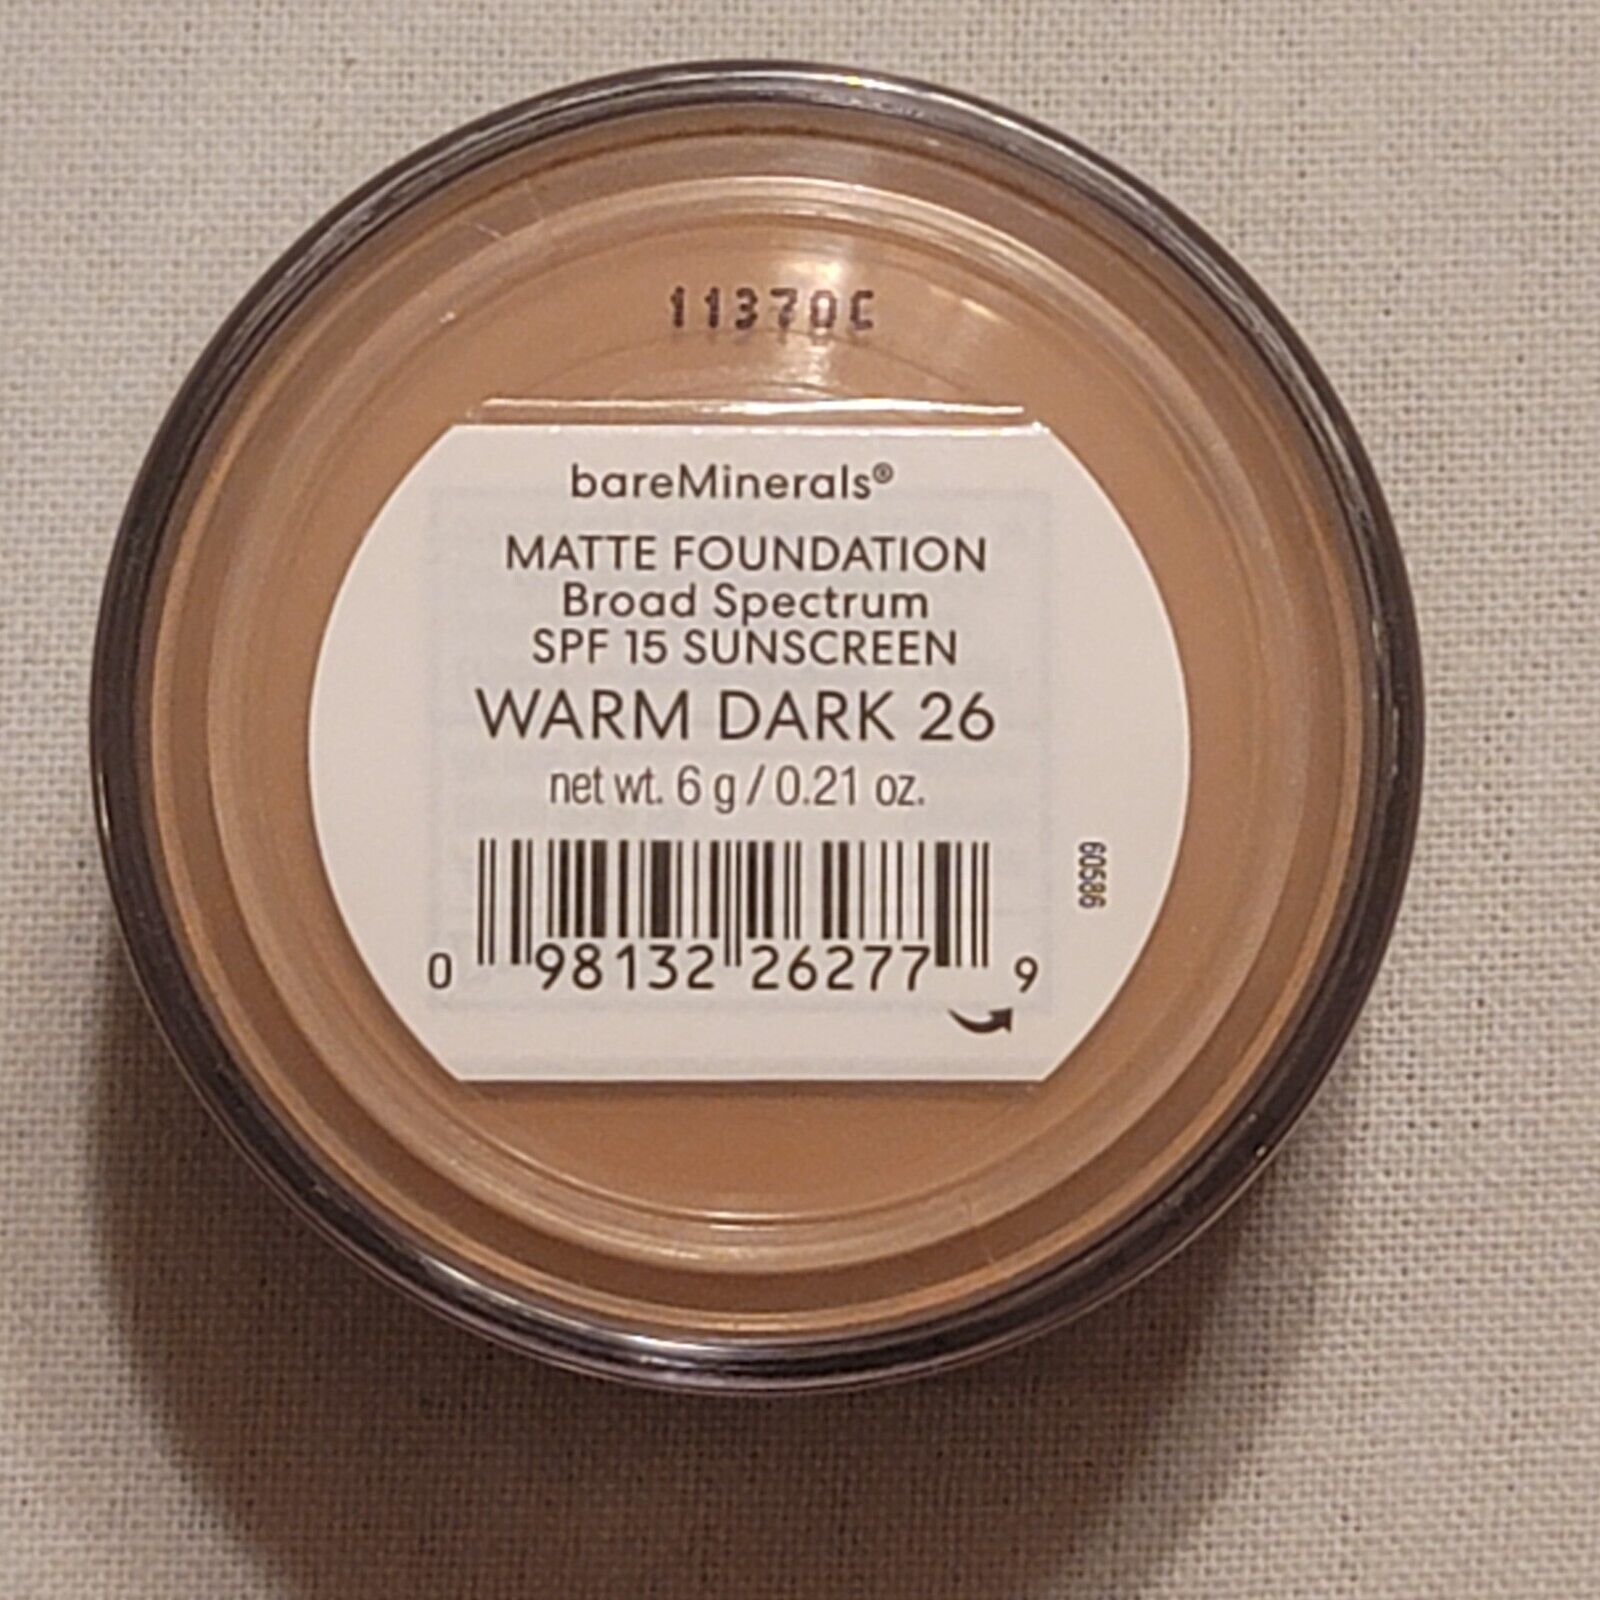 11370C
bareMinerals®
MATTE FOUNDATION
Broad Spectrum
SPF 15 SUNSCREEN
WARM DARK 26
net wt. 6 g / 0.21 oz.
60586
0 98132 26277 9